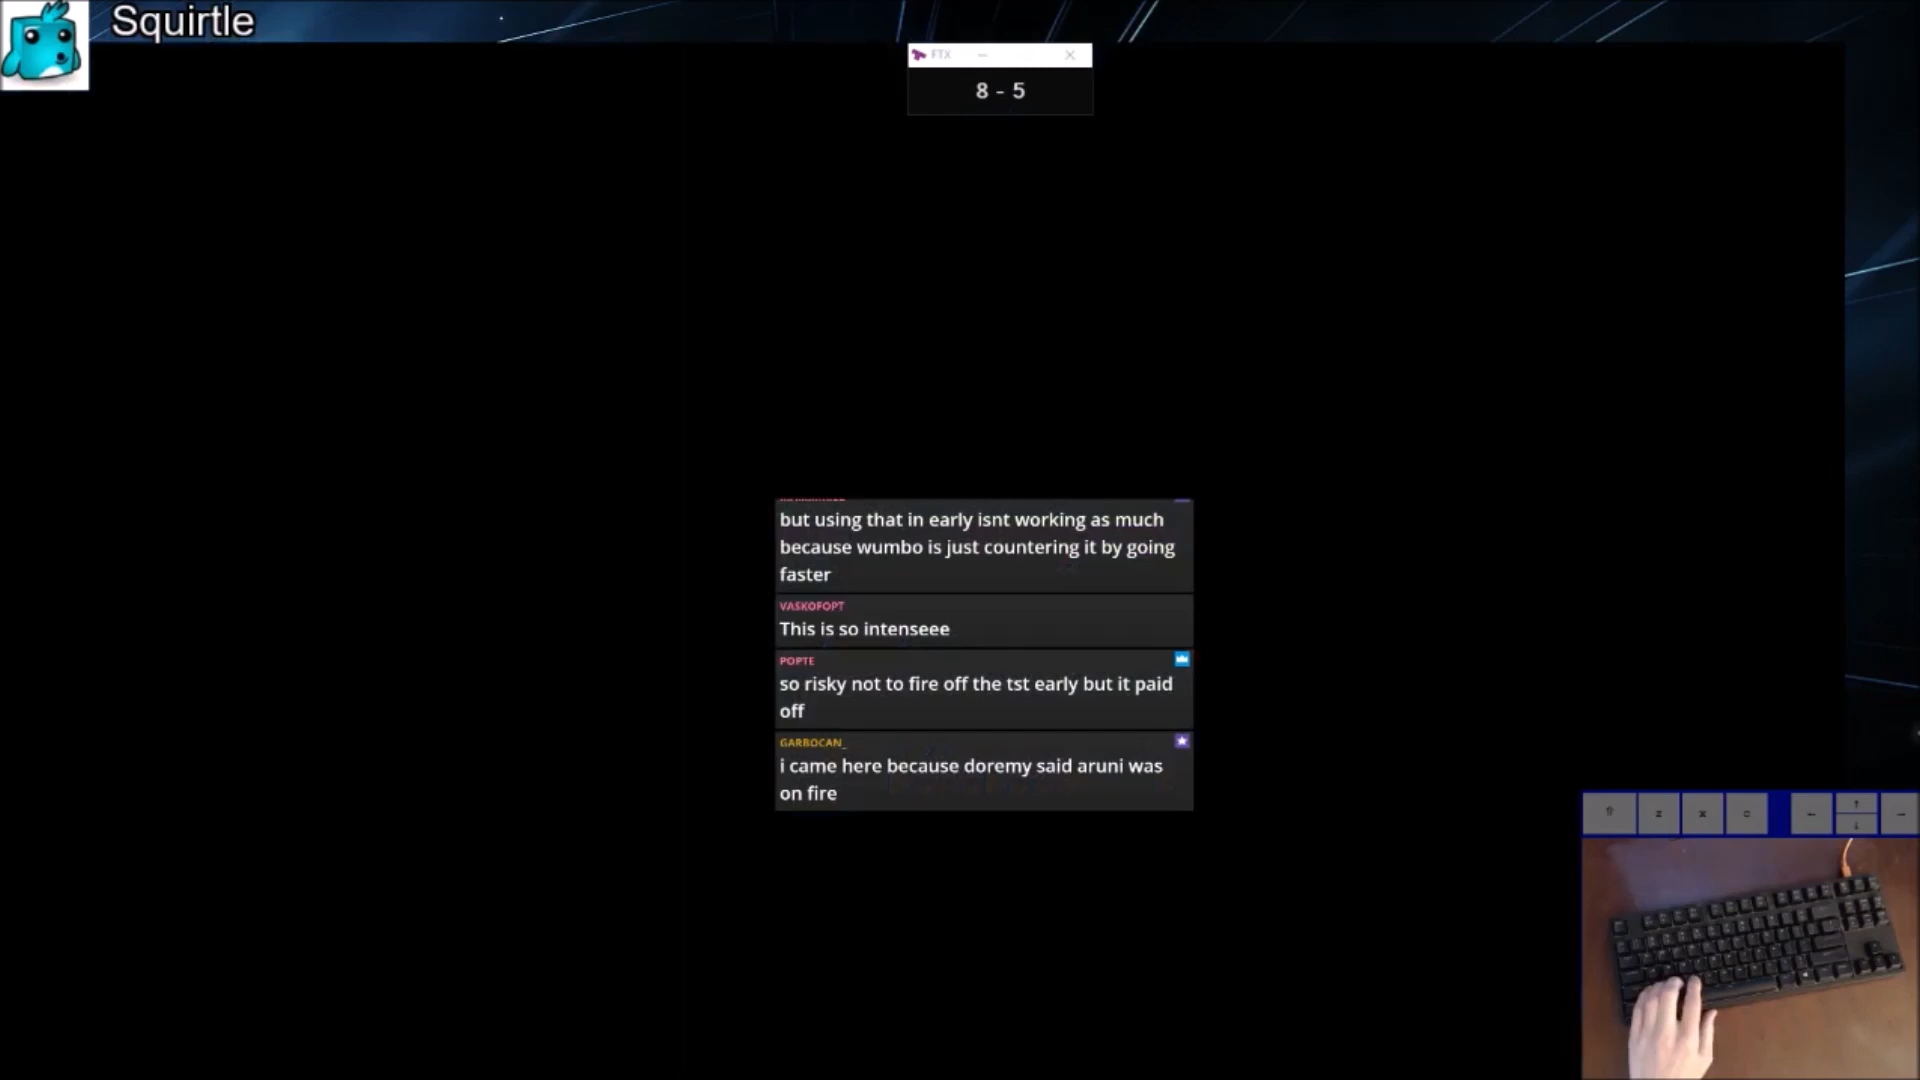 Squirtle
FTX
8 - 5
but using that in early isnt working as much
because wumbo is just countering it by going
faster
VASKOFOPT
This is so intenseee
POPTE
so risky not to fire off the tst early but it paid
off
GARBOCAN_
i came here because doremy said aruni was
on fire
z x c ← ↑ ↓ →